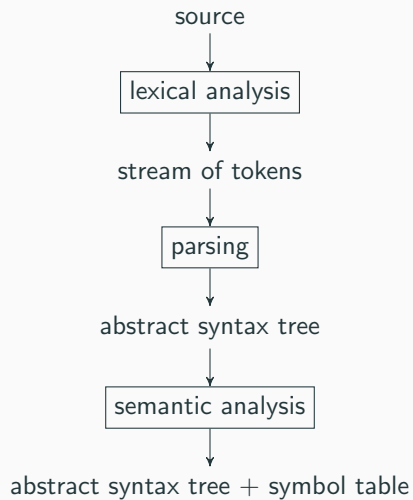 source
lexical analysis
stream of tokens
parsing
abstract syntax tree
semantic analysis
abstract syntax tree + symbol table